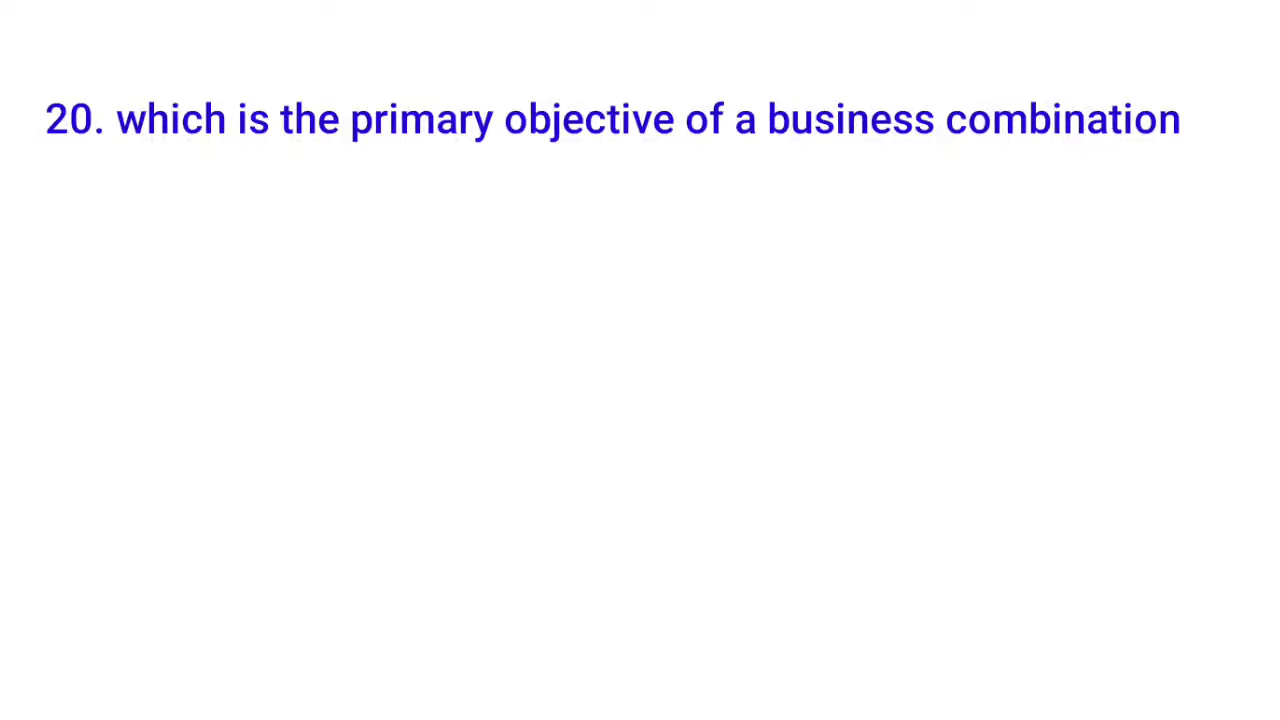 20. which is the primary objective of a business combination